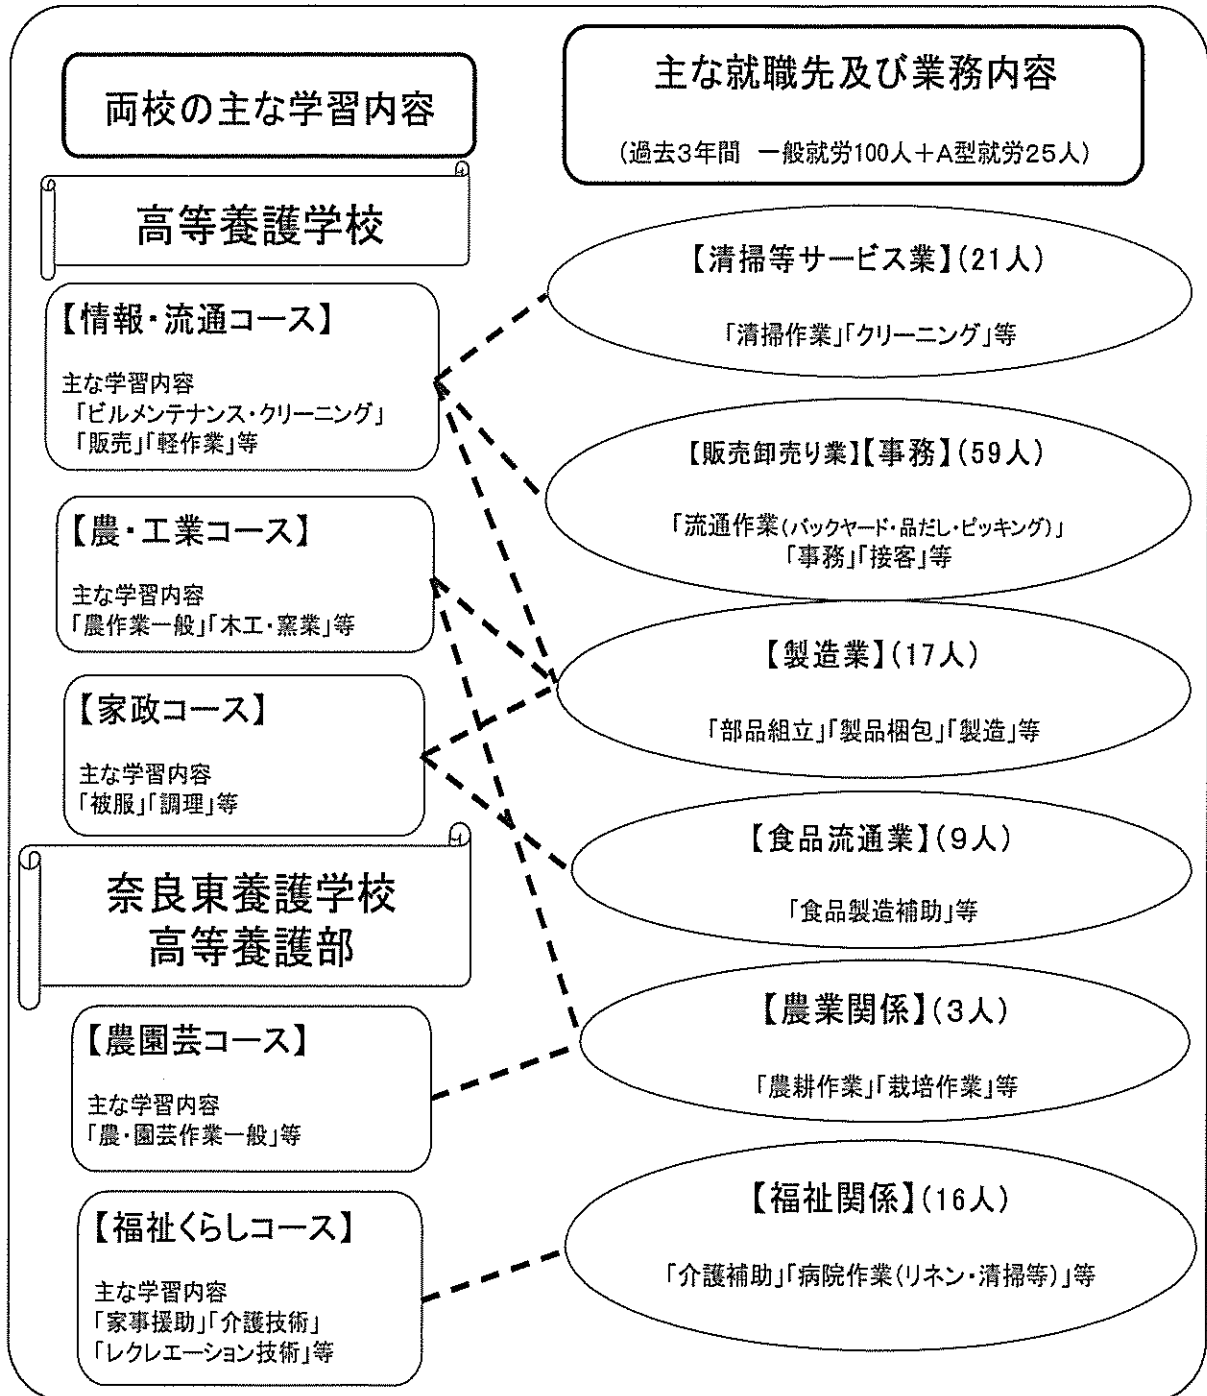 両校の主な学習内容
高等養護学校
【情報・流通コース】
主な学習内容
「ビルメンテナンス・クリーニング」
「販売」「軽作業」等
【農・工業コース】
主な学習内容
「農作業一般」「木工・窯業」等
【家政コース】
主な学習内容
「被服」「調理」等
奈良東養護学校
高等養護部
【農園芸コース】
主な学習内容
「農・園芸作業一般」等
【福祉くらしコース】
主な学習内容
「家事援助」「介護技術」
「レクレエーション技術」等
主な就職先及び業務内容
(過去3年間 一般就労100人+A型就労25人)
【清掃等サービス業】(21人)
「清掃作業」「クリーニング」等
【販売卸売り業】【事務】(59人)
「流通作業(バックヤード・品だし・ピッキング)」
「事務」「接客」等
【製造業】(17人)
「部品組立」「製品梱包」「製造」等
【食品流通業】(9人)
「食品製造補助」等
【農業関係】(3人)
「農耕作業」「栽培作業」等
【福祉関係】(16人)
「介護補助」「病院作業(リネン・清掃等)」等